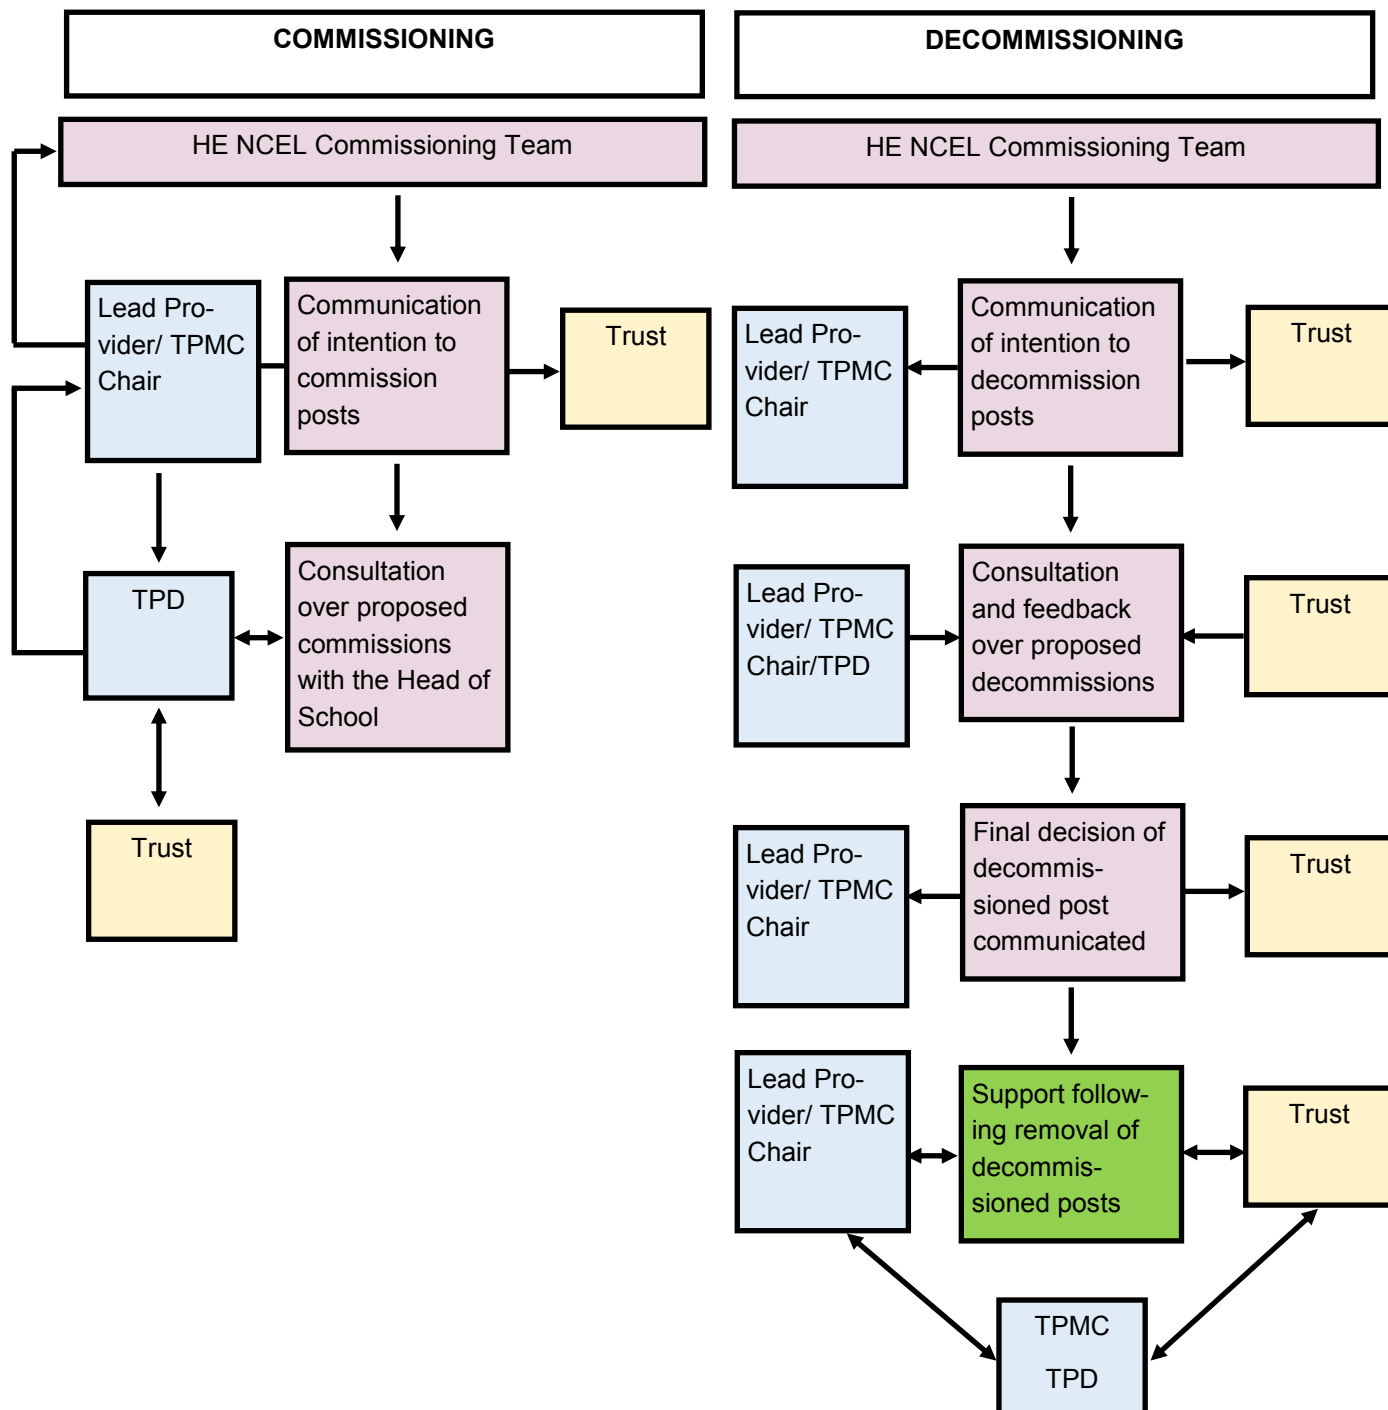 COMMISSIONING
HE NCEL Commissioning Team
Lead Pro-
vider/ TPMC
Chair
Communication
of intention to
commission
posts
Trust
TPD
Consultation
over proposed
commissions
with the Head of
School
Trust
DECOMMISSIONING
HE NCEL Commissioning Team
Lead Pro-
vider/ TPMC
Chair
Communication
of intention to
decommission
posts
Trust
Lead Pro-
vider/ TPMC
Chair/TPD
Consultation
and feedback
over proposed
decommissions
Trust
Lead Pro-
vider/ TPMC
Chair
Final decision of
decommis-
sioned post
communicated
Trust
Lead Pro-
vider/ TPMC
Chair
Support follow-
ing removal of
decommis-
sioned posts
Trust
TPMC
TPD